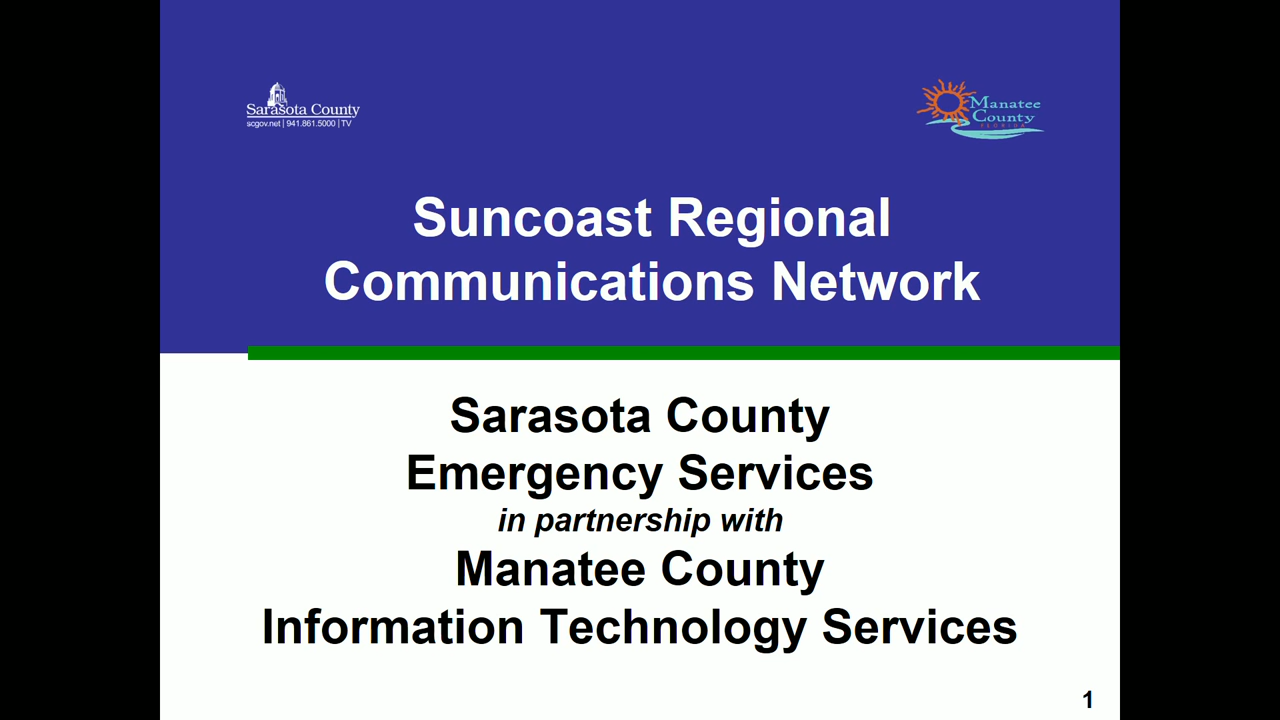 Sarasota County
scgov.net | 941.861.5000 | TV
Manatee
County
FLORIDA
Suncoast Regional
Communications Network
Sarasota County
Emergency Services
in partnership with
Manatee County
Information Technology Services
1